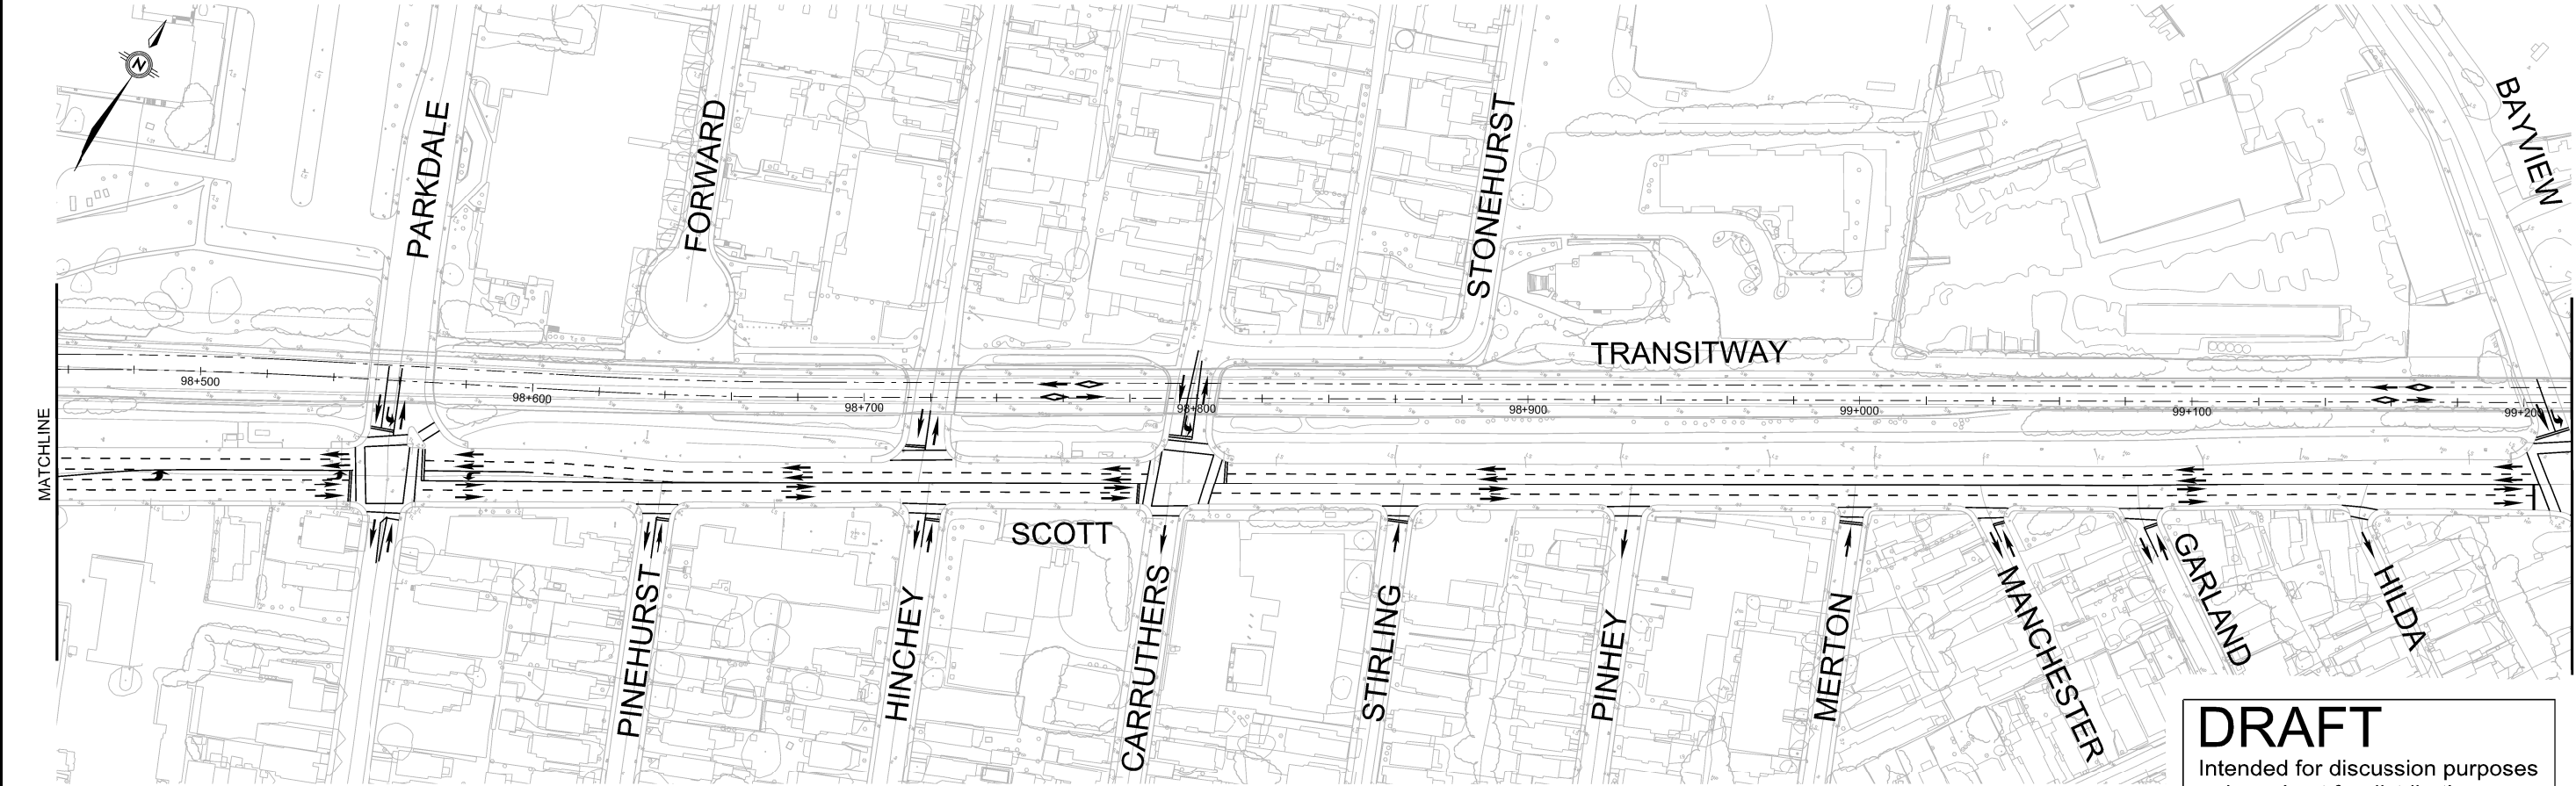 N
PARKDALE
FORWARD
STONEHURST
BAYVIEW
TRANSITWAY
98+500
98+600
98+700
98+800
98+900
99+000
99+100
99+200
MATCHLINE
SCOTT
PINEHURST
HINCHEY
CARRUTHERS
STIRLING
PINHEY
MERTON
MANCHESTER
GARLAND
HILDA
DRAFT
Intended for discussion purposes